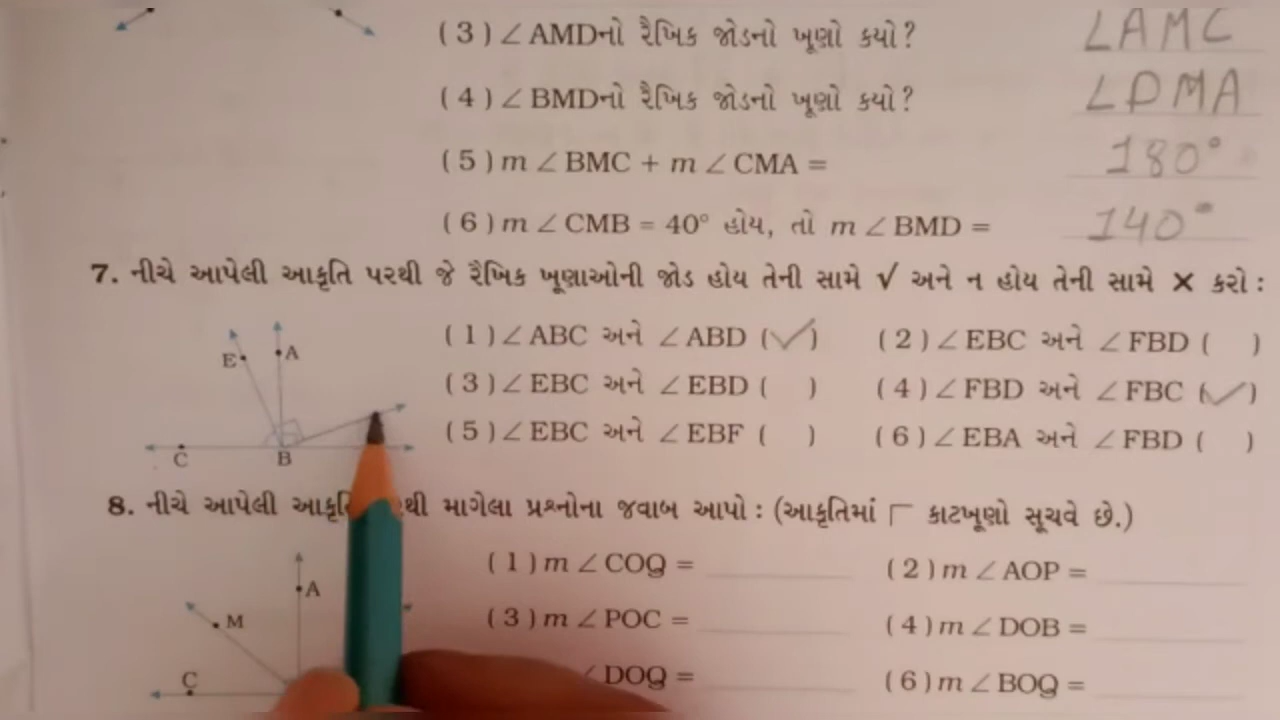 (3) ∠AMDનો રૈખિક જોડનો ખૂણો કયો? ∠AMC
(4) ∠BMDનો રૈખિક જોડનો ખૂણો કયો? ∠DMA
(5) m∠BMC + m∠CMA = 180°
(6) m∠CMB = 40° હોય, તો m∠BMD = 140°
7. નીચે આપેલી આકૃતિ પરથી જે રૈખિક ખૂણાઓની જોડ હોય તેની સામે √ અને ન હોય તેની સામે × કરો :
E A
C B
(1) ∠ABC અને ∠ABD (✓) (2) ∠EBC અને ∠FBD ( )
(3) ∠EBC અને ∠EBD ( ) (4) ∠FBD અને ∠FBC (✓)
(5) ∠EBC અને ∠EBF ( ) (6) ∠EBA અને ∠FBD ( )
8. નીચે આપેલી માગેલા પ્રશ્નોના જવાબ આપો : (આકૃતિમાં ┌ કાટખૂણો સૂચવે છે.)
A
M
C
(1) m∠COQ = (2) m∠AOP =
(3) m∠POC = (4) m∠DOB =
∠DOQ = (6) m∠BOQ =